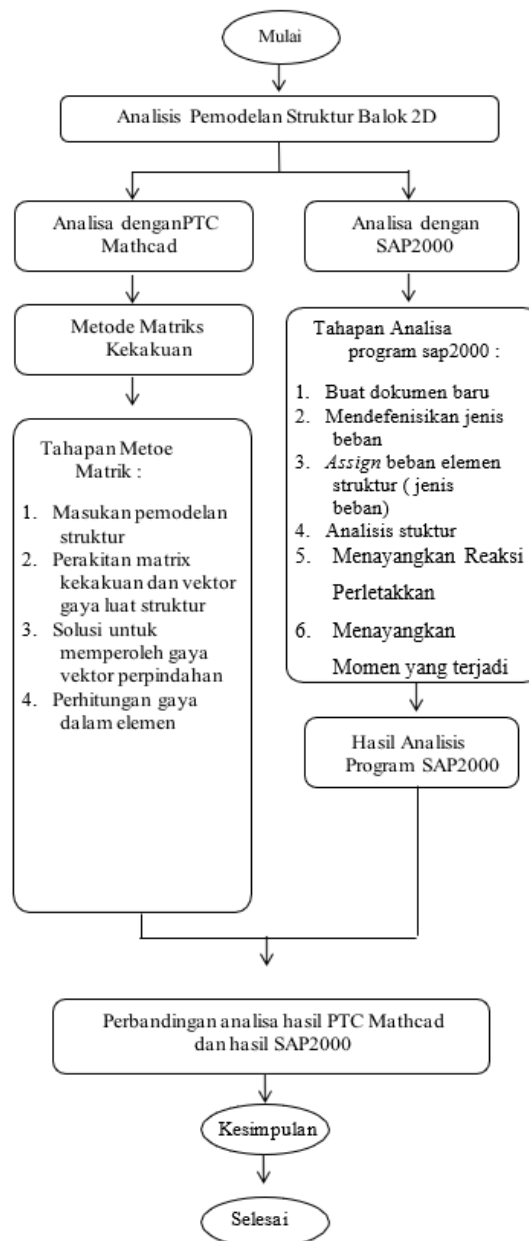 Mulai
Analisis Pemodelan Struktur Balok 2D
Analisa denganPTC
Mathcad
Metode Matriks
Kekakuan
Tahapan Metoe
Matrik :
1. Masukan pemodelan
struktur
2. Perakitan matrix
kekakuan dan vektor
gaya luat struktur
3. Solusi untuk
memperoleh gaya
vektor perpindahan
4. Perhitungan gaya
dalam elemen
Analisa dengan
SAP2000
Tahapan Analisa
program sap2000 :
1. Buat dokumen baru
2. Mendefenisikan jenis
beban
3. Assign beban elemen
struktur ( jenis
beban)
4. Analisis stuktur
5. Menayangkan Reaksi
Perletakkan
6. Menayangkan
Momen yang terjadi
Hasil Analisis
Program SAP2000
Perbandingan analisa hasil PTC Mathcad
dan hasil SAP2000
Kesimpulan
Selesai